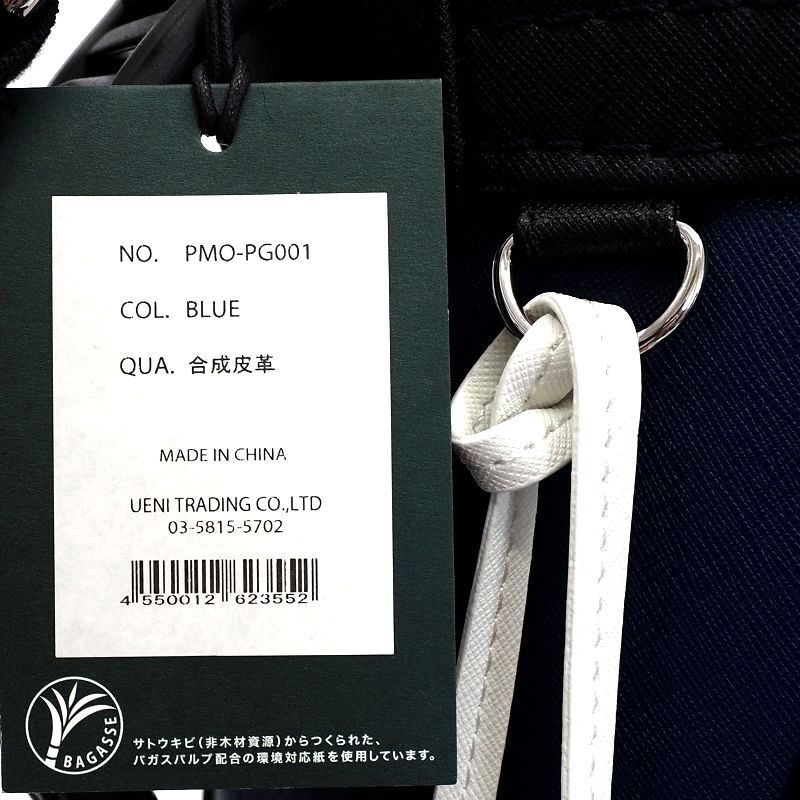 NO. PMO-PG001
COL. BLUE
QUA. 合成皮革
MADE IN CHINA
UENI TRADING CO.,LTD
03-5815-5702
4 550012 623552
BAGASSE
サトウキビ(非木材資源)からつくられた、
バガスパルプ配合の環境対応紙を使用しています。